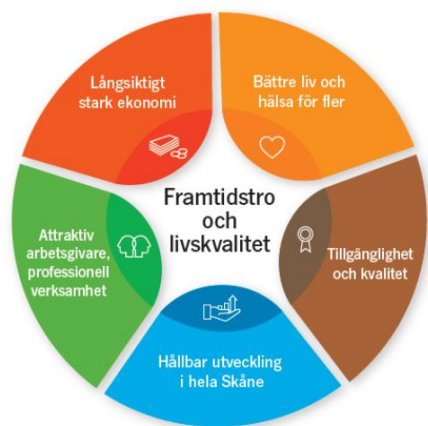 Långsiktigt
stark ekonomi
Bättre liv och
hälsa för fler
Framtidstro
och
livskvalitet
Attraktiv
arbetsgivare,
professionell
verksamhet
Tillgänglighet
och kvalitet
Hållbar utveckling
i hela Skåne